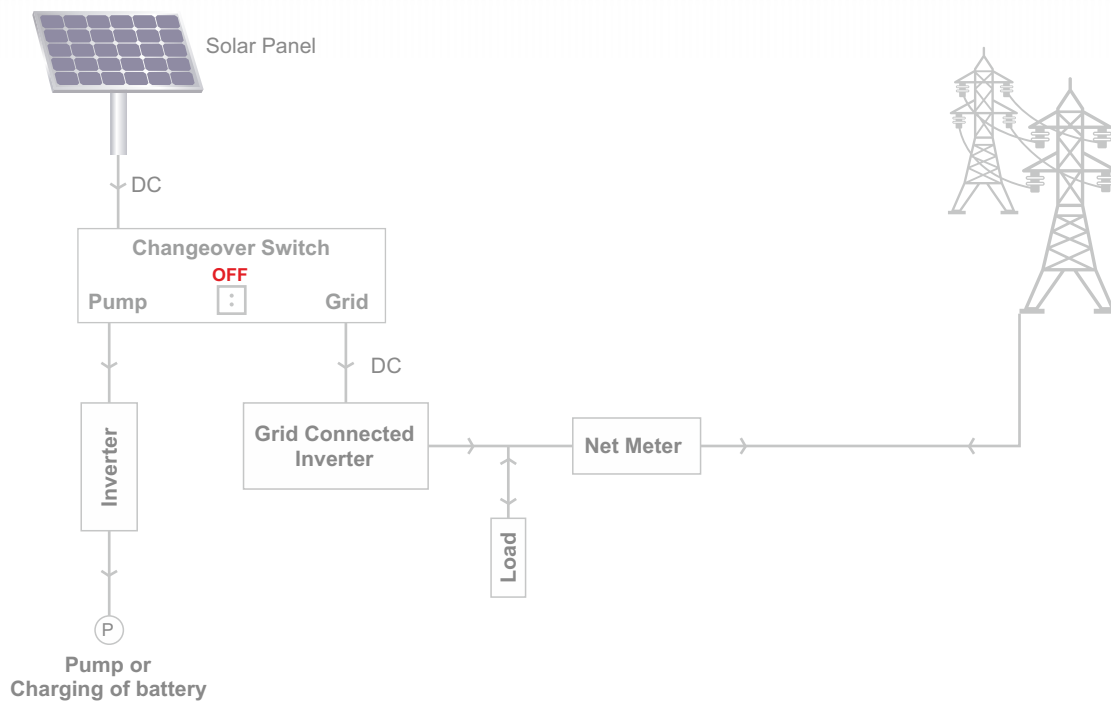 Solar Panel
DC
Changeover Switch
OFF
Pump
:
Grid
DC
Grid Connected
Inverter
Net Meter
Inverter
Load
P
Pump or
Charging of battery